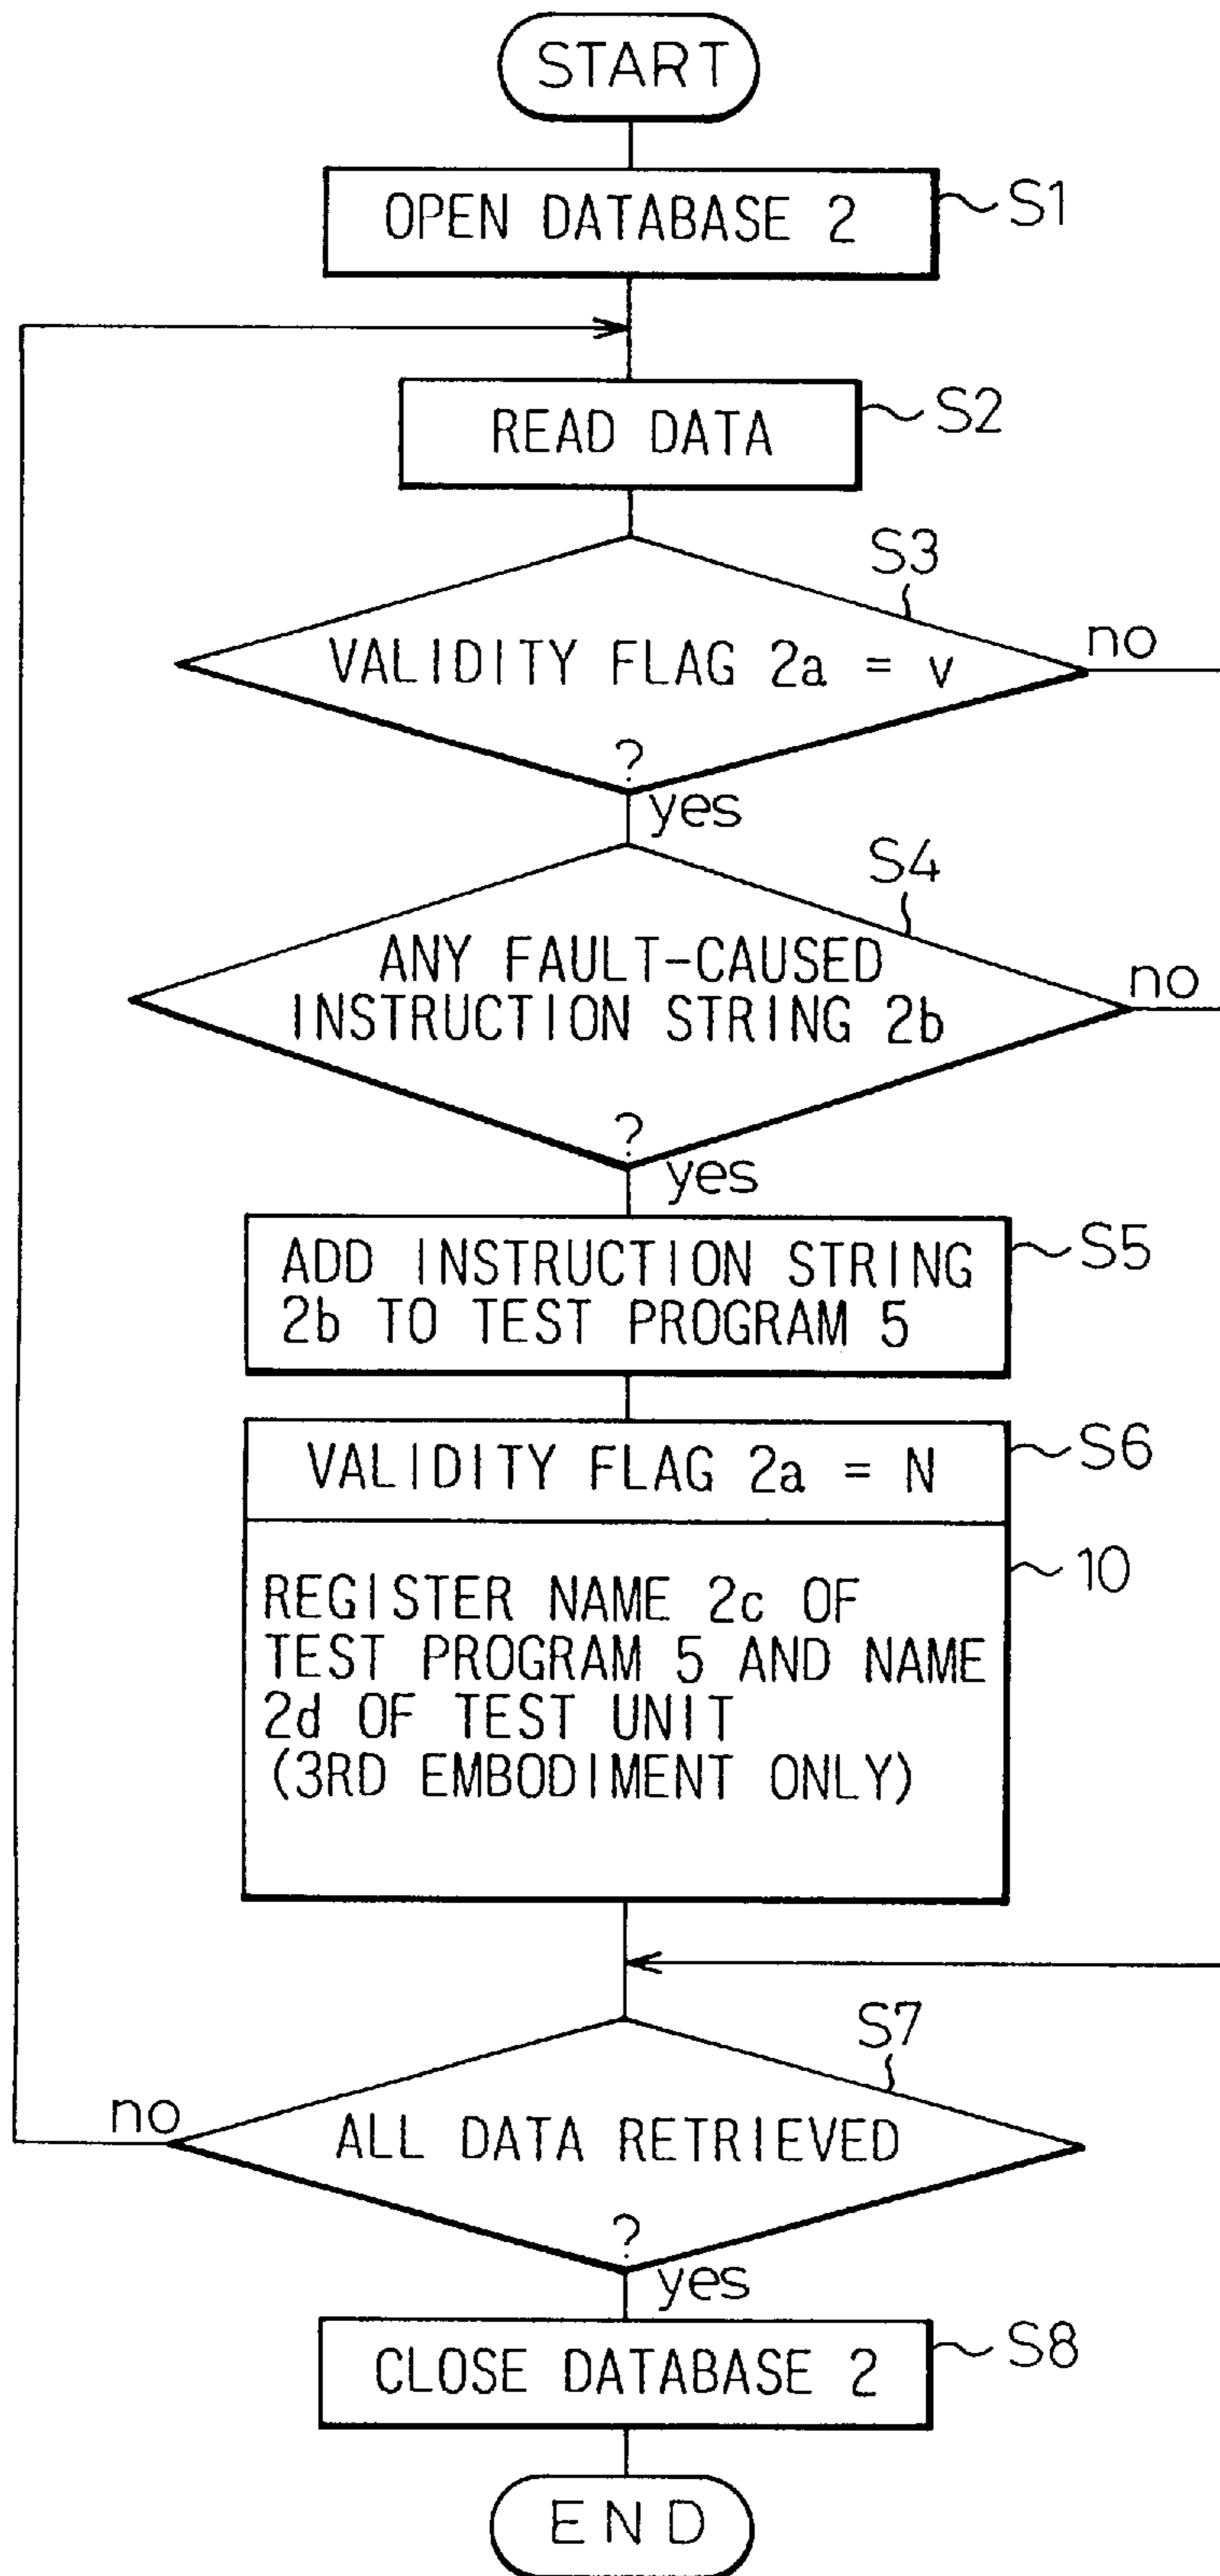 START
OPEN DATABASE 2
S1
READ DATA
S2
S3
VALIDITY FLAG 2a = v
?
no
yes
S4
ANY FAULT-CAUSED
INSTRUCTION STRING 2b
?
no
yes
ADD INSTRUCTION STRING
2b TO TEST PROGRAM 5
S5
VALIDITY FLAG 2a = N
S6
REGISTER NAME 2c OF
TEST PROGRAM 5 AND NAME
2d OF TEST UNIT
(3RD EMBODIMENT ONLY)
10
S7
no
ALL DATA RETRIEVED
?
yes
CLOSE DATABASE 2
S8
END